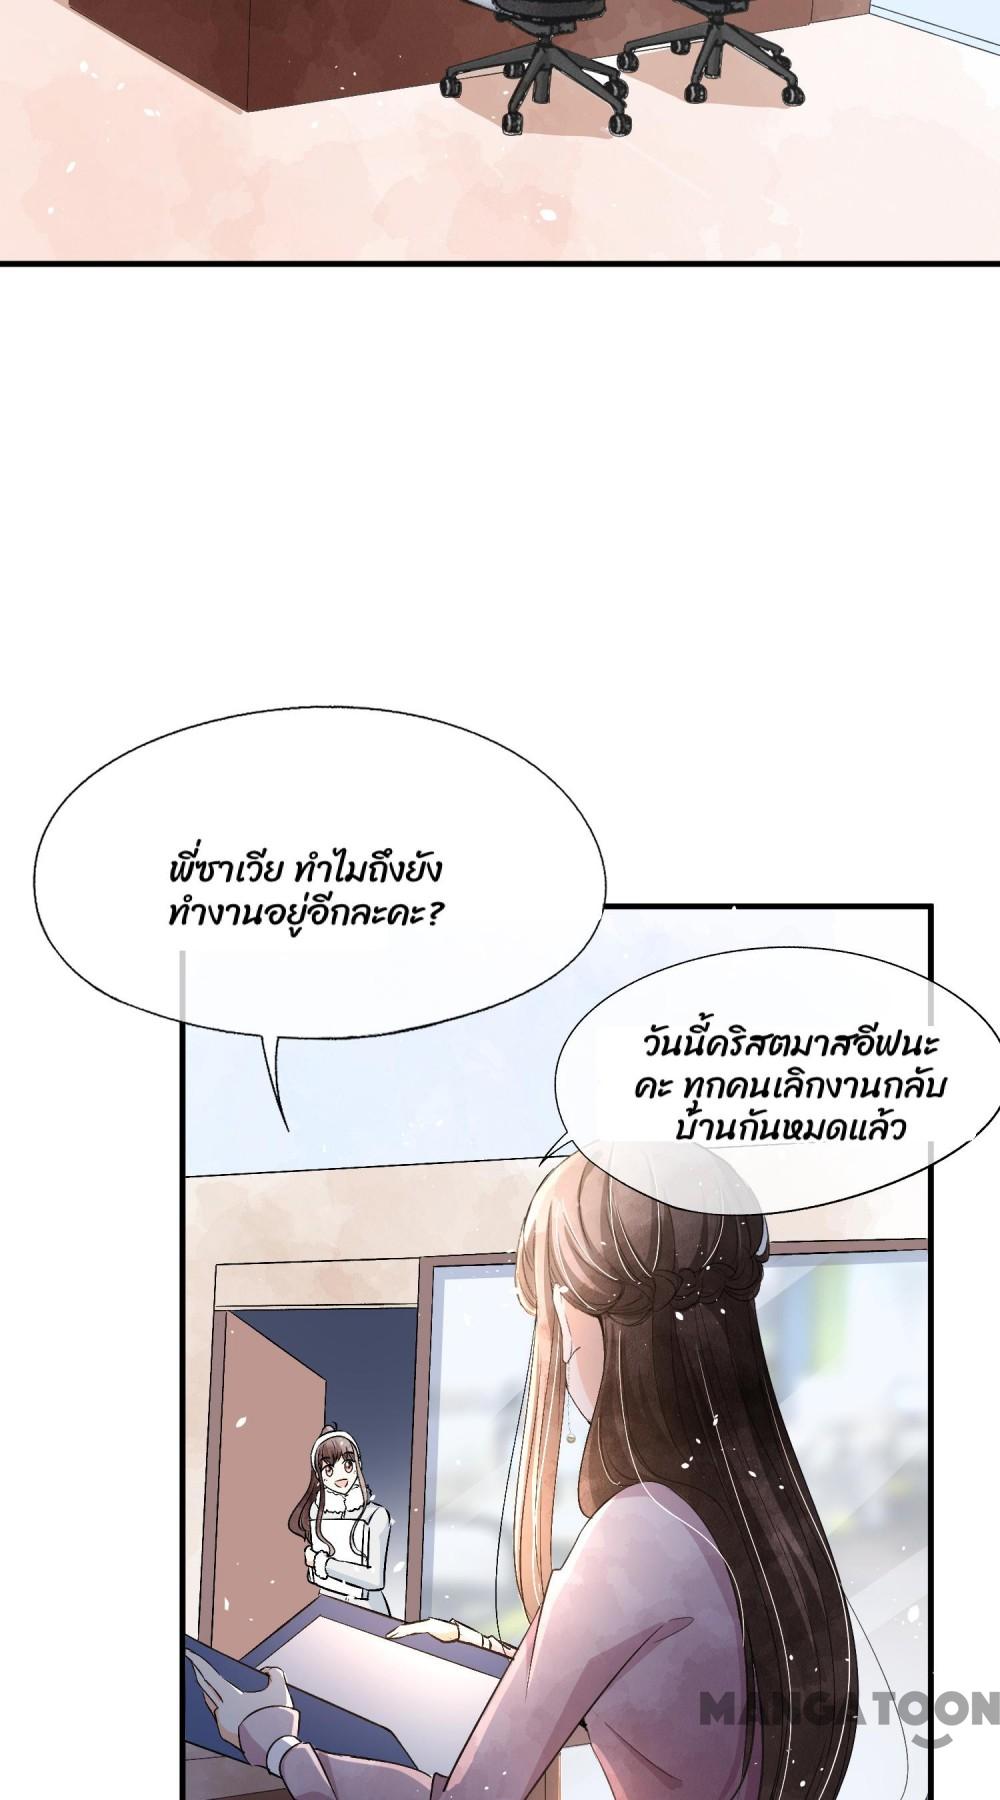 พี่ซาเวีย ทำไมถึงยัง
ทำงานอยู่อีกละคะ?
วันนี้คริสตมาสอีฟนะ
คะ ทุกคนเลิกงานกลับ
บ้านกันหมดแล้ว
MANGATOON